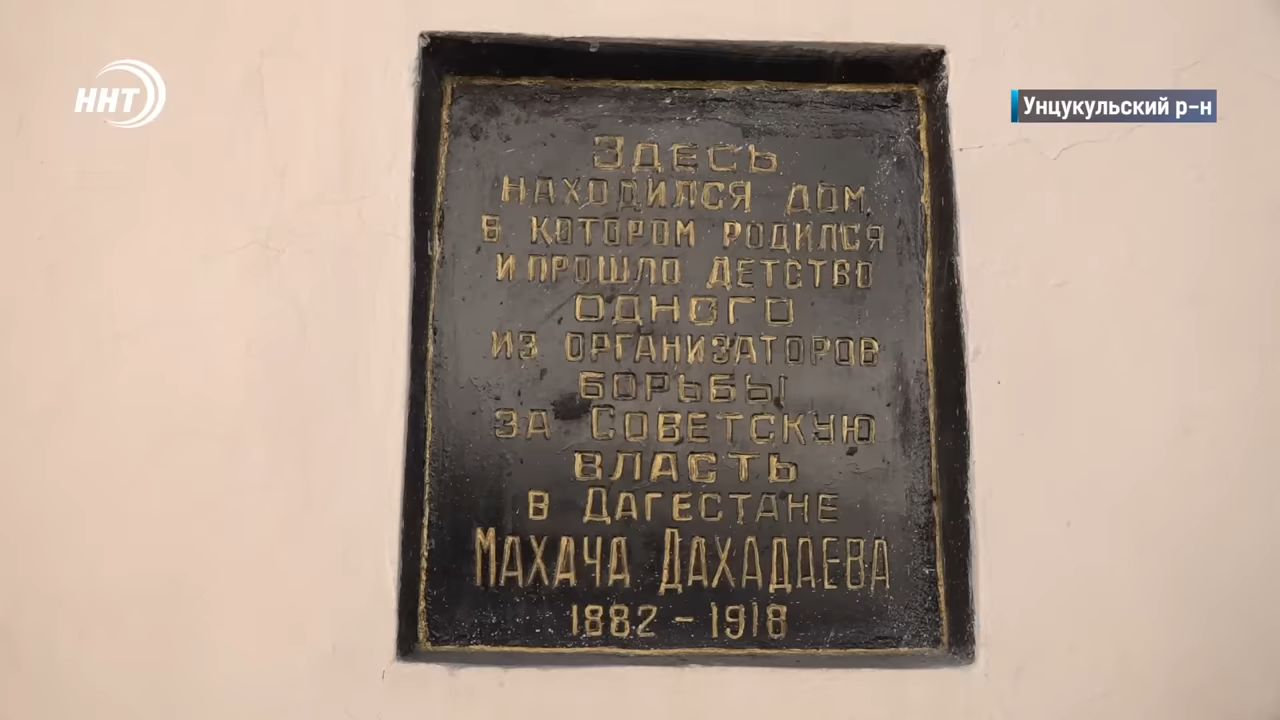 ННТ
Унцукульский р-н
Здесь
находился дом,
в котором родился
и прошло детство
одного
из организаторов
борьбы
за Советскую
власть
в Дагестане
Махача Дахадаева
1882 - 1918